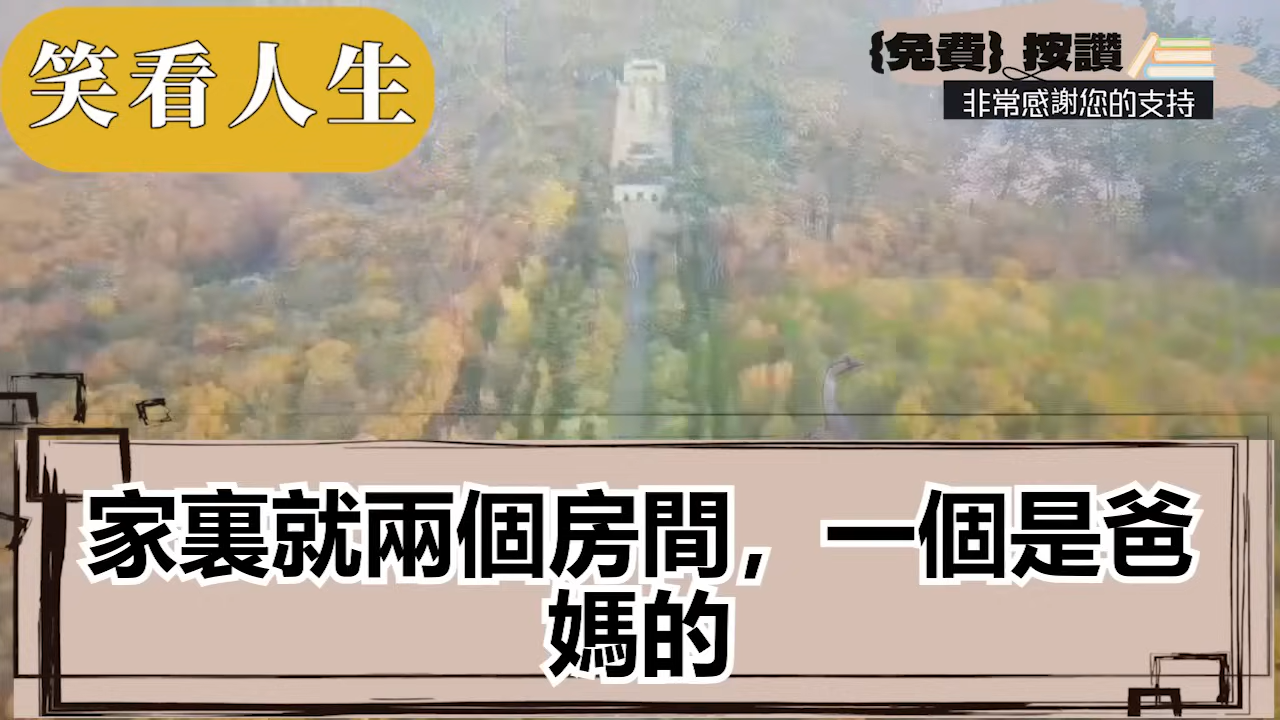 笑看人生
{免費} 按讚
非常感謝您的支持
家裏就兩個房間，一個是爸
媽的